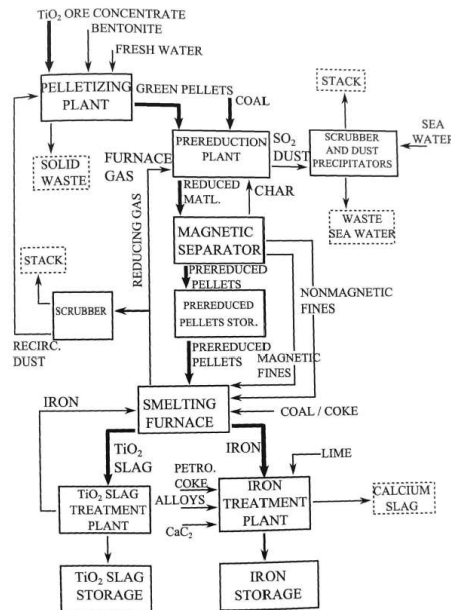 TiO₂ ORE CONCENTRATE
BENTONITE
FRESH WATER
PELLETIZING
PLANT
GREEN PELLETS
COAL
STACK
SOLID
WASTE
FURNACE
GAS
PREREDUCTION
PLANT
SO₂
DUST
SCRUBBER
AND DUST
PRECIPITATORS
SEA
WATER
REDUCED
MATL.
CHAR
WASTE
SEA WATER
REDUCING GAS
MAGNETIC
SEPARATOR
STACK
PREREDUCED
PELLETS
NONMAGNETIC
FINES
SCRUBBER
PREREDUCED
PELLETS STOR.
RECIRC.
DUST
PREREDUCED
PELLETS
MAGNETIC
FINES
IRON
SMELTING
FURNACE
COAL / COKE
TiO₂
SLAG
IRON
LIME
PETRO.
COKE
ALLOYS
CaC₂
TiO₂ SLAG
TREATMENT
PLANT
IRON
TREATMENT
PLANT
CALCIUM
SLAG
TiO₂ SLAG
STORAGE
IRON
STORAGE